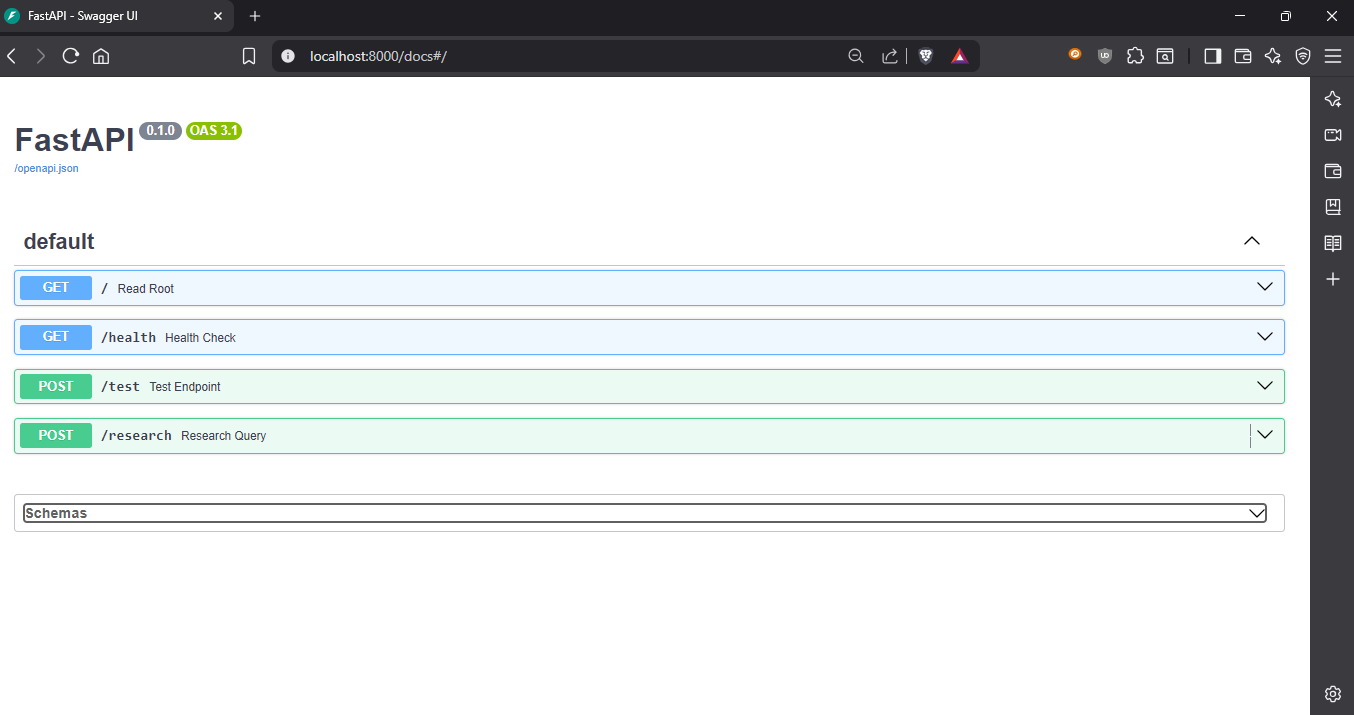 FastAPI - Swagger UI
localhost:8000/docs#/
FastAPI 0.1.0 OAS 3.1
/openapi.json
default
GET / Read Root
GET /health Health Check
POST /test Test Endpoint
POST /research Research Query
Schemas